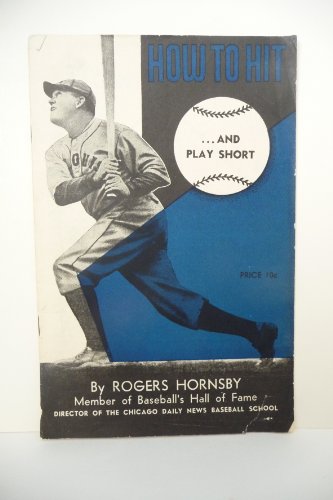 HOW TO HIT
...AND
PLAY SHORT
PRICE 10c
By ROGERS HORNSBY
Member of Baseball's Hall of Fame
DIRECTOR OF THE CHICAGO DAILY NEWS BASEBALL SCHOOL